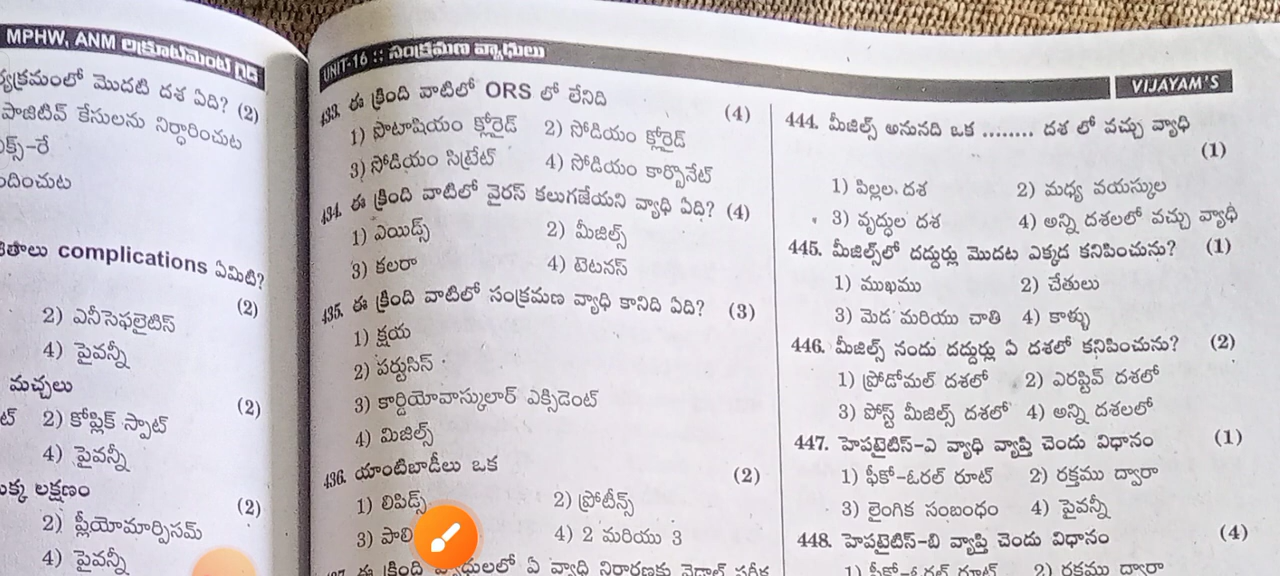 MPHW, ANM రిక్రూట్‌మెంట్ గైడ్
మొదటి దశ ఏది? (2)
పాజిటివ్ కేసులను నిర్ధారించుట
complications ఏమిటి?
(2)
2) ఎనీసెఫలైటిస్
4) పైవన్నీ
మచ్చలు
(2)
2) కోప్లిక్ స్పాట్
4) పైవన్నీ
లక్షణం
(2)
2) ప్లీయోమార్ఫిసమ్
4) పైవన్నీ
UNIT-16 :: సంక్రమణ వ్యాధులు
433. ఈ క్రింది వాటిలో ORS లో లేనిది (4)
1) పొటాషియం క్లోరైడ్ 2) సోడియం క్లోరైడ్
3) సోడియం సిట్రేట్ 4) సోడియం కార్బొనేట్
434. ఈ క్రింది వాటిలో వైరస్ కలుగజేయని వ్యాధి ఏది? (4)
1) ఎయిడ్స్ 2) మీజిల్స్
3) కలరా 4) టెటనస్
435. ఈ క్రింది వాటిలో సంక్రమణ వ్యాధి కానిది ఏది? (3)
1) క్షయ
2) పర్టుసిస్
3) కార్డియోవాస్కులార్ ఎక్సిడెంట్
4) మిజిల్స్
436. యాంటిబాడీలు ఒక (2)
1) లిపిడ్స్ 2) ప్రోటీన్స్
3) 4) 2 మరియు 3
ఈ క్రింది ఏ వ్యాధి నిర్ధారణకు
VIJAYAM'S
444. మీజిల్స్ అనునది ఒక ........ దశ లో వచ్చు వ్యాధి
(1)
1) పిల్లల దశ 2) మధ్య వయస్కుల
3) వృద్ధుల దశ 4) అన్ని దశలలో వచ్చు వ్యాధి
445. మీజిల్స్‌లో దద్దుర్లు మొదట ఎక్కడ కనిపించును? (1)
1) ముఖము 2) చేతులు
3) మెడ మరియు చాతి 4) కాళ్ళు
446. మీజిల్స్ నందు దద్దుర్లు ఏ దశలో కనిపించును? (2)
1) ప్రోడోమల్ దశలో 2) ఎరప్టివ్ దశలో
3) పోస్ట్ మీజిల్స్ దశలో 4) అన్ని దశలలో
447. హెపటైటిస్-ఎ వ్యాధి వ్యాప్తి చెందు విధానం (1)
1) ఫీకో-ఓరల్ రూట్ 2) రక్తము ద్వారా
3) లైంగిక సంబంధం 4) పైవన్నీ
448. హెపటైటిస్-బి వ్యాప్తి చెందు విధానం (4)
1) ఫీకో-ఓరల్ రూట్ 2) రక్తము ద్వారా